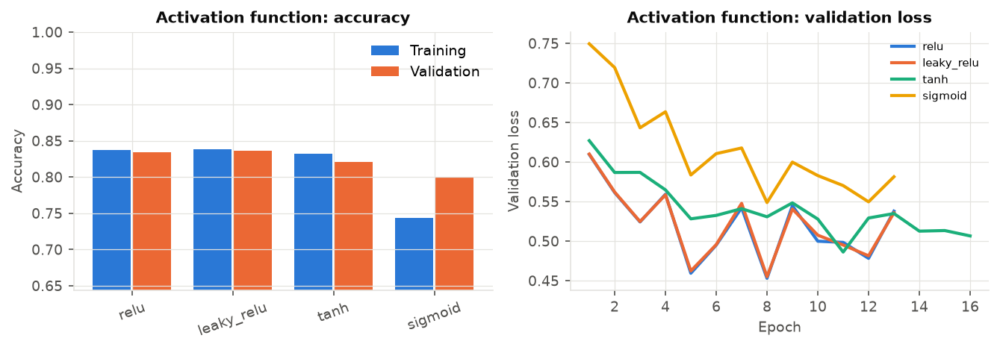 Activation function: accuracy
Accuracy
1.00
0.95
0.90
0.85
0.80
0.75
0.70
0.65
Training
Validation
relu
leaky_relu
tanh
sigmoid
Activation function: validation loss
Validation loss
0.75
0.70
0.65
0.60
0.55
0.50
0.45
relu
leaky_relu
tanh
sigmoid
2 4 6 8 10 12 14 16
Epoch